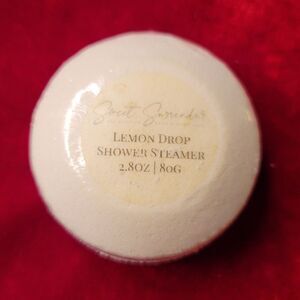 Sweet Surrender
LEMON DROP
SHOWER STEAMER
2.8OZ | 80G